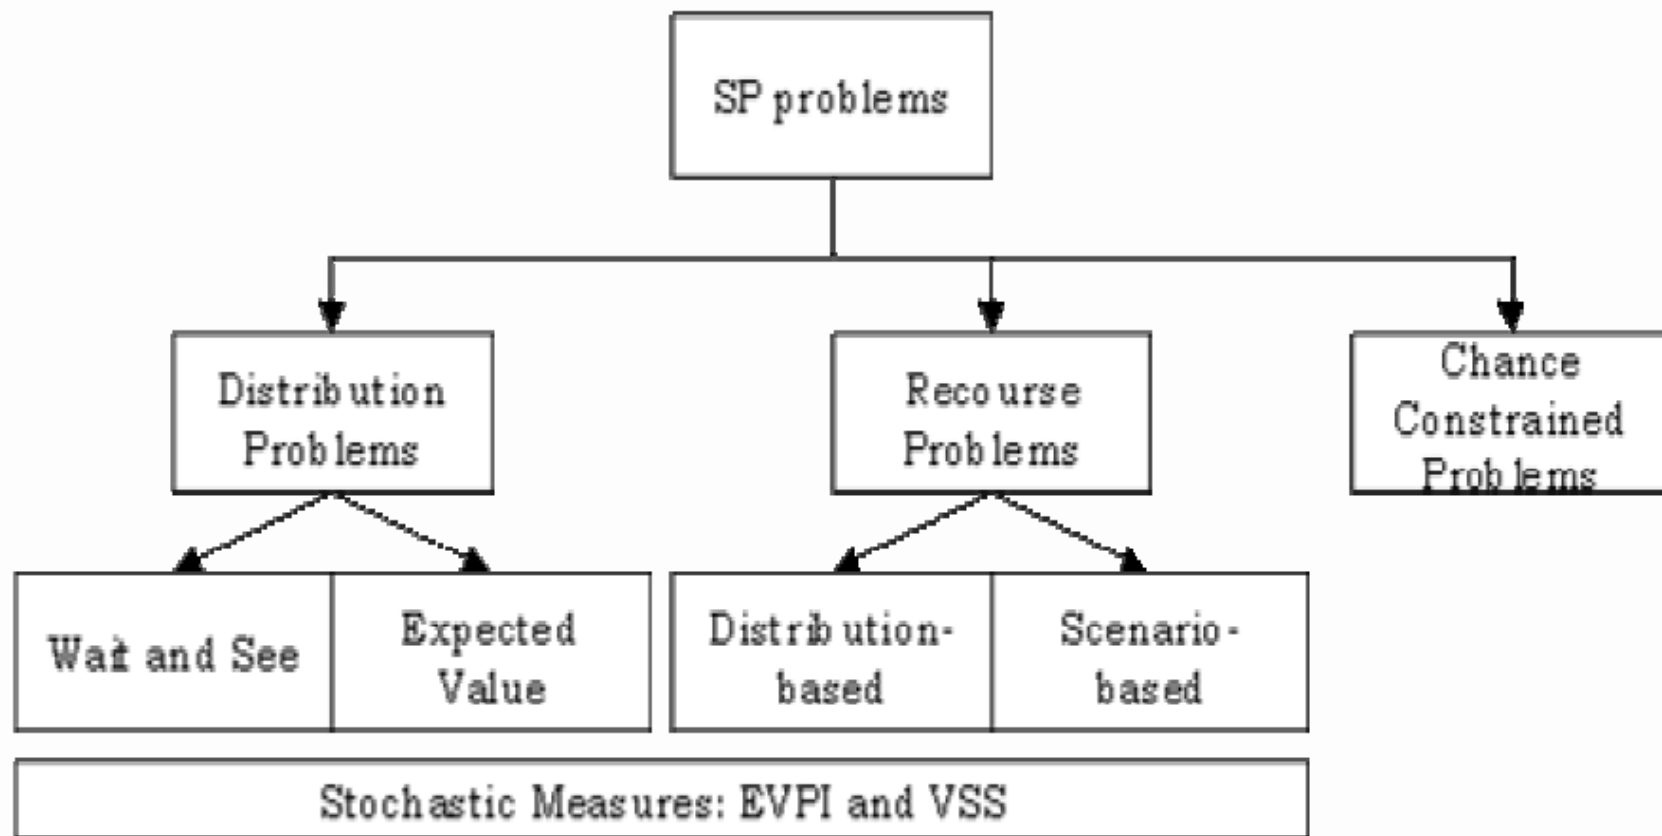 SP problems
Distribution
Problems
Recourse
Problems
Chance
Constrained
Problems
Wait and See
Expected
Value
Distribution-
based
Scenario-
based
Stochastic Measures: EVPI and VSS